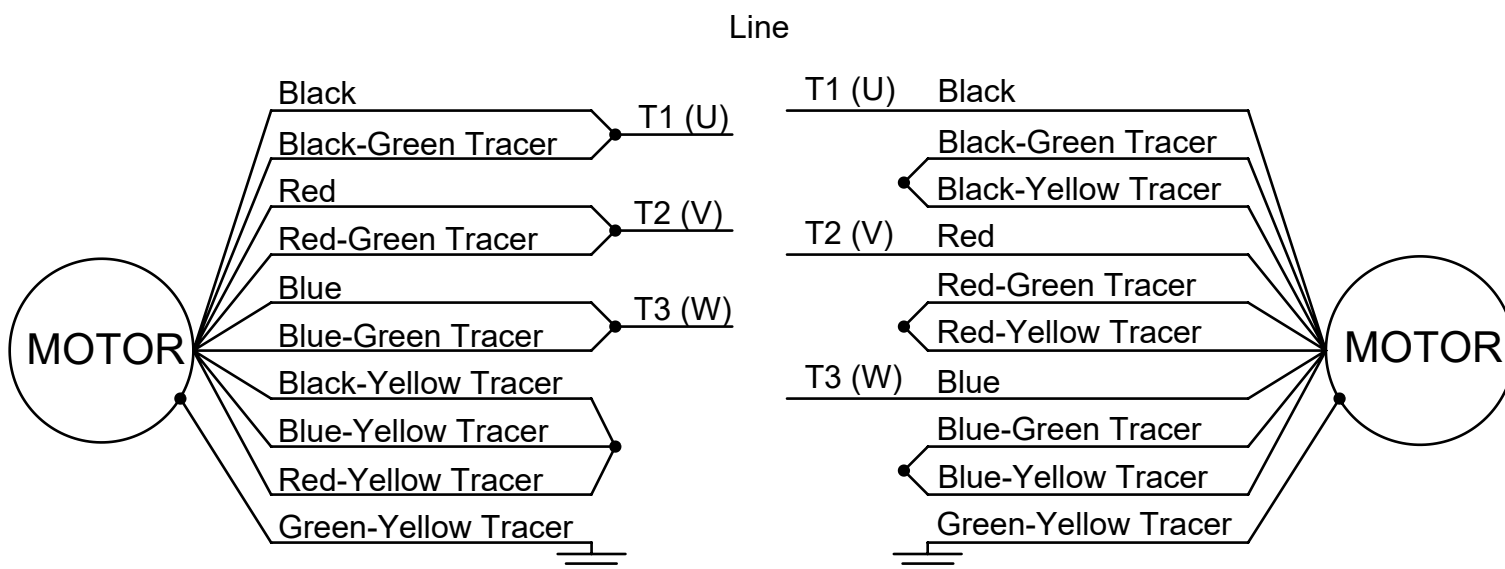 Line
Black
T1 (U)
Black-Green Tracer
Red
T2 (V)
Red-Green Tracer
Blue
T3 (W)
Blue-Green Tracer
MOTOR
Black-Yellow Tracer
Blue-Yellow Tracer
Red-Yellow Tracer
Green-Yellow Tracer
T1 (U) Black
Black-Green Tracer
Black-Yellow Tracer
T2 (V) Red
Red-Green Tracer
Red-Yellow Tracer
MOTOR
T3 (W) Blue
Blue-Green Tracer
Blue-Yellow Tracer
Green-Yellow Tracer